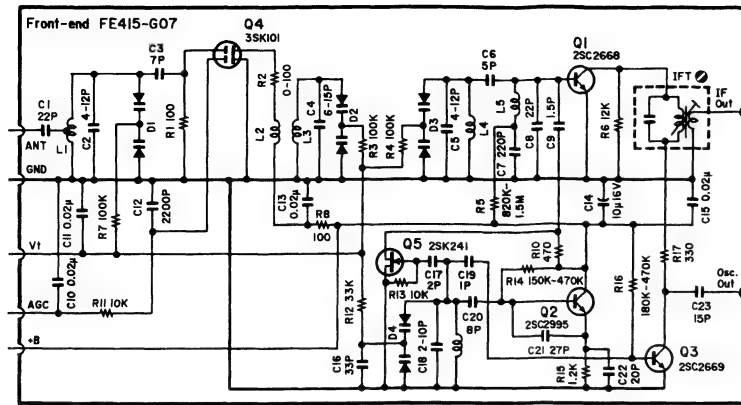 Front-end FE415-G07
Q4
3SK101
C3
7P
C1
22P
ANT
L1
C2
4-12P
D1
R1 100
R2
0-100
L2
L3
C4
6-15P
D2
R3 100K
R4 100K
D3
C5
4-12P
L4
C6
5P
L5
C7 220P
C8
22P
C9
1.5P
Q1
2SC2668
R6 12K
IFT
IF
Out
GND
C11 0.02μ
R7 100K
C12
2200P
C13
0.02μ
R8
100
R5
820K-
1.5M
C14
10μ16V
C15 0.02μ
Vt
C10 0.02μ
AGC
R11 10K
+B
Q5
2SK241
R13 10K
C17
2P
C19
1P
R12 33K
D4
C16
33P
C18 2-10P
C20
8P
R10
470
R14 150K-470K
Q2
2SC2995
C21 27P
R15
1.2K
C22
20P
R16
180K-470K
R17
330
Osc.
Out
C23
15P
Q3
2SC2669